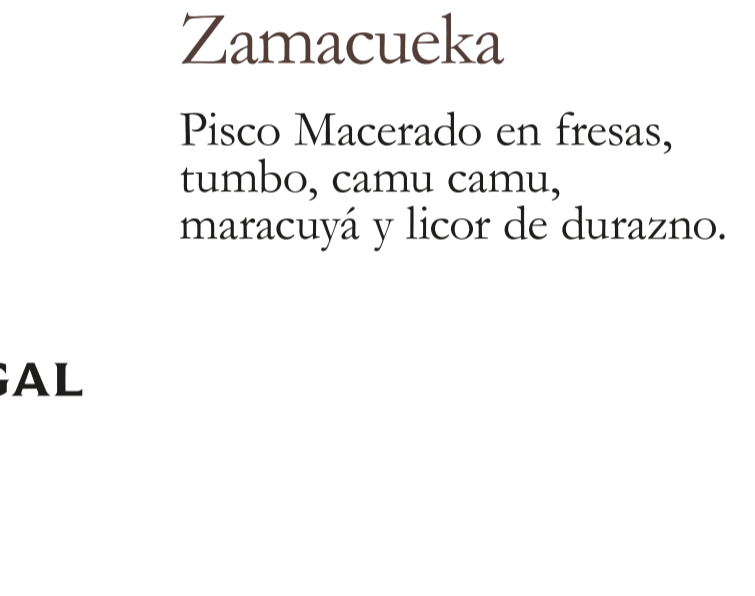 Zamacueka
Pisco Macerado en fresas,
tumbo, camu camu,
maracuyá y licor de durazno.
GAL